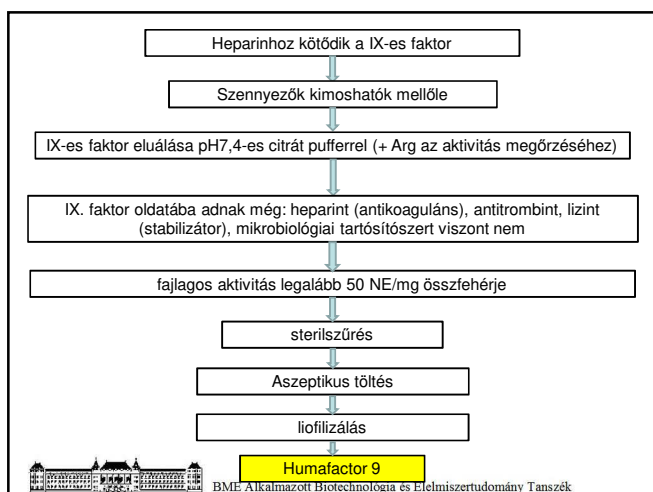 Heparinhoz kötődik a IX-es faktor
Szennyezők kimoshatók mellőle
IX-es faktor eluálása pH7,4-es citrát pufferrel (+ Arg az aktivitás megőrzéséhez)
IX. faktor oldatába adnak még: heparint (antikoaguláns), antitrombint, lizint
(stabilizátor), mikrobiológiai tartósítószert viszont nem
fajlagos aktivitás legalább 50 NE/mg összfehérje
sterilszűrés
Aszeptikus töltés
liofilizálás
Humafactor 9
BME Alkalmazott Biotechnológia és Élelmiszertudomány Tanszék